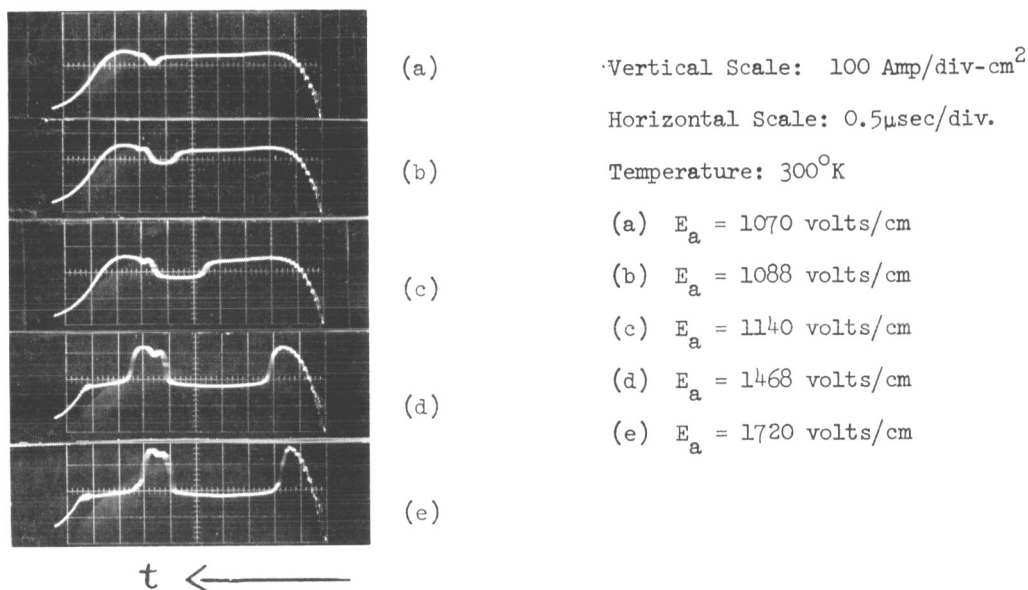 (a)
(b)
(c)
(d)
(e)
t
Vertical Scale: 100 Amp/div-cm²
Horizontal Scale: 0.5μsec/div.
Temperature: 300°K
(a) Eₐ = 1070 volts/cm
(b) Eₐ = 1088 volts/cm
(c) Eₐ = 1140 volts/cm
(d) Eₐ = 1468 volts/cm
(e) Eₐ = 1720 volts/cm